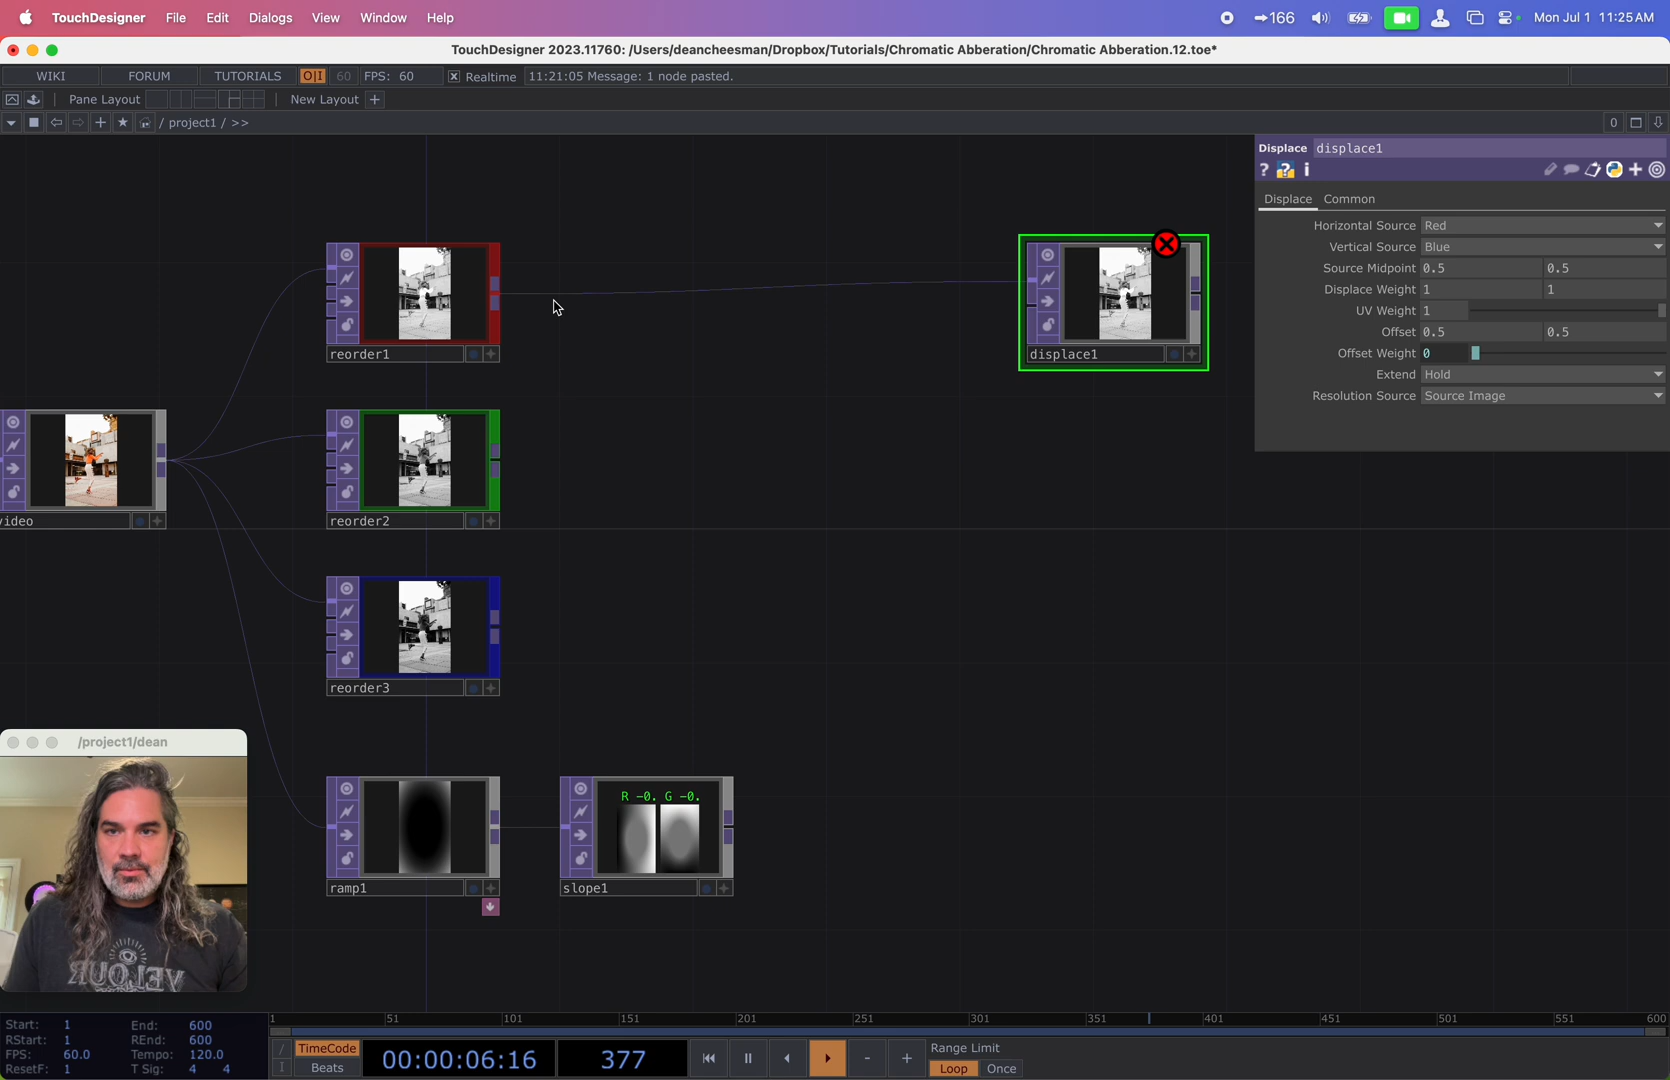 TouchDesigner File Edit Dialogs View Window Help
166 Mon Jul 1 11:25 AM
TouchDesigner 2023.11760: /Users/deancheesman/Dropbox/Tutorials/Chromatic Abberation/Chromatic Abberation.12.toe*
WIKI FORUM TUTORIALS O|I 60 FPS: 60 Realtime 11:21:05 Message: 1 node pasted.
Pane Layout New Layout +
/ project1 / >> 0
Displace displace1
? ? i
Displace Common
Horizontal Source Red
Vertical Source Blue
Source Midpoint 0.5 0.5
Displace Weight 1 1
UV Weight 1
Offset 0.5 0.5
Offset Weight 0
Extend Hold
Resolution Source Source Image
reorder1
displace1
video
reorder2
reorder3
/project1/dean
R -0. G -0.
ramp1
slope1
VELOUR
Start: 1 End: 600
RStart: 1 REnd: 600
FPS: 60.0 Tempo: 120.0
ResetF: 1 T Sig: 4 4
1 51 101 151 201 251 301 351 401 451 501 551 600
/ TimeCode
I Beats
00:00:06:16
377
- +
Range Limit
Loop Once